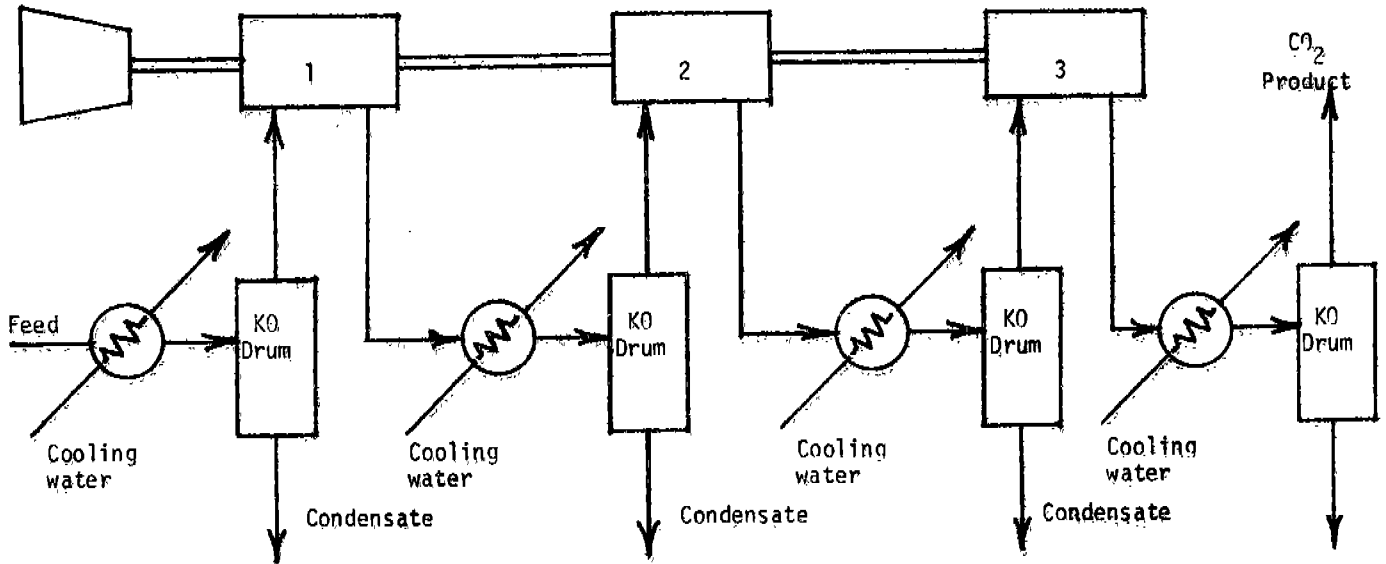 1
2
3
CO2
Product
Feed
KO
Drum
KO
Drum
KO
Drum
KO
Drum
Cooling
water
Cooling
water
Cooling
water
Cooling
water
Condensate
Condensate
Condensate